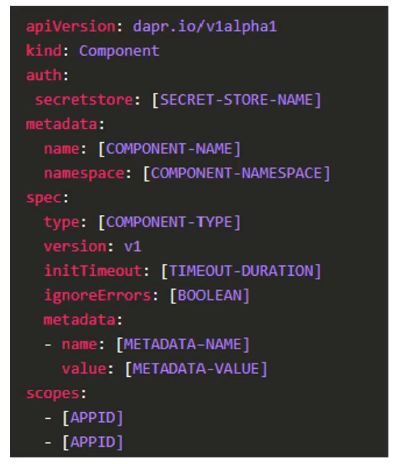 apiVersion: dapr.io/v1alpha1
kind: Component
auth:
 secretstore: [SECRET-STORE-NAME]
metadata:
  name: [COMPONENT-NAME]
  namespace: [COMPONENT-NAMESPACE]
spec:
  type: [COMPONENT-TYPE]
  version: v1
  initTimeout: [TIMEOUT-DURATION]
  ignoreErrors: [BOOLEAN]
  metadata:
  - name: [METADATA-NAME]
    value: [METADATA-VALUE]
scopes:
  - [APPID]
  - [APPID]